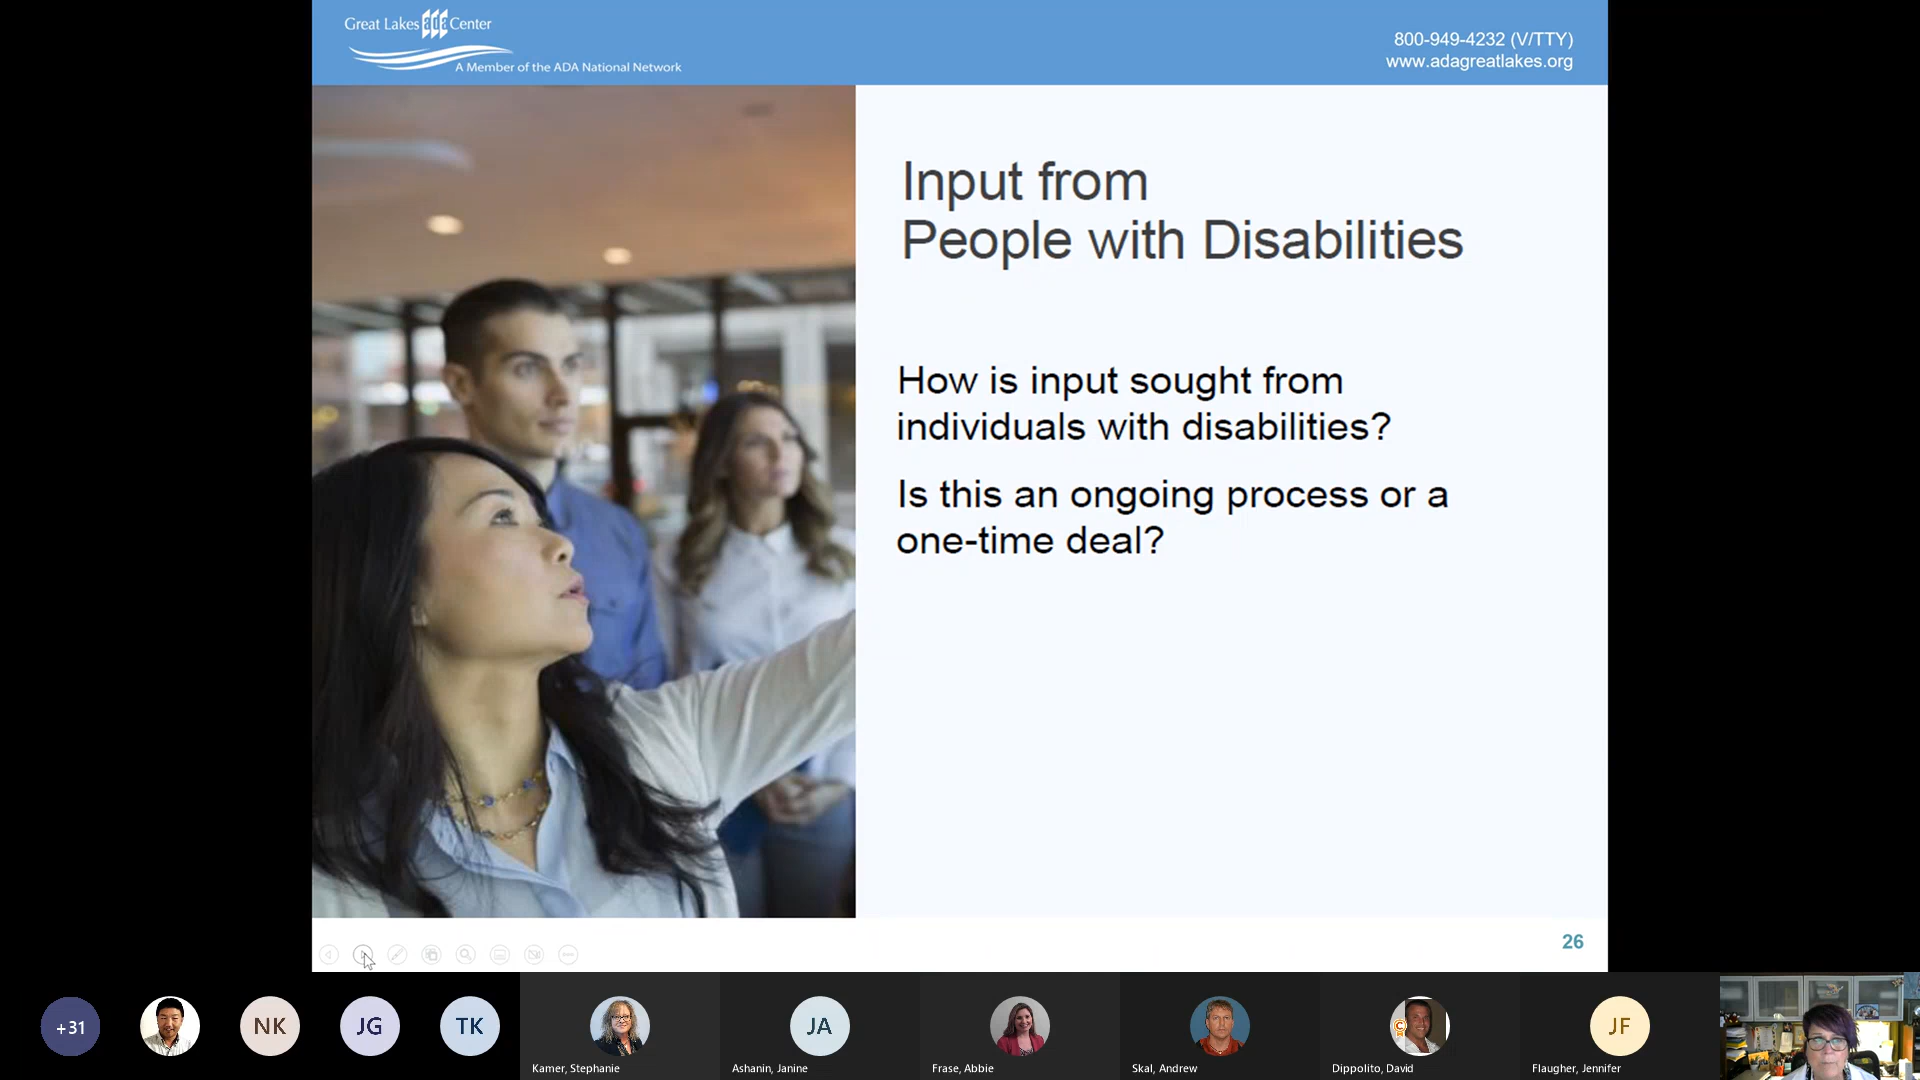 Great Lakes ada Center
A Member of the ADA National Network
800-949-4232 (V/TTY)
www.adagreatlakes.org
Input from
People with Disabilities
How is input sought from
individuals with disabilities?
Is this an ongoing process or a
one-time deal?
26
+31
NK
JG
TK
Kamer, Stephanie
JA
Ashanin, Janine
Frase, Abbie
Skal, Andrew
C
Dippolito, David
JF
Flaugher, Jennifer